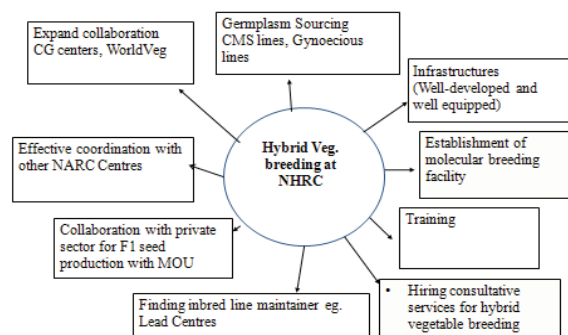 Expand collaboration
CG centers, WorldVeg
Germplasm Sourcing
CMS lines, Gynoecious
lines
Infrastructures
(Well-developed and
well equipped)
Effective coordination with
other NARC Centres
Hybrid Veg.
breeding at
NHRC
Establishment of
molecular breeding
facility
Collaboration with private
sector for F1 seed
production with MOU
Training
Finding inbred line maintainer eg.
Lead Centres
• Hiring consultative
services for hybrid
vegetable breeding